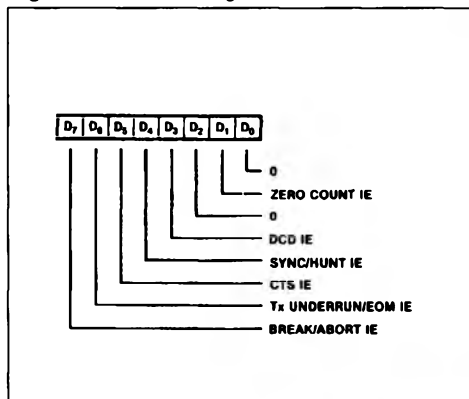 D7 D6 D5 D4 D3 D2 D1 D0
0
ZERO COUNT IE
0
DCD IE
SYNC/HUNT IE
CTS IE
Tx UNDERRUN/EOM IE
BREAK/ABORT IE